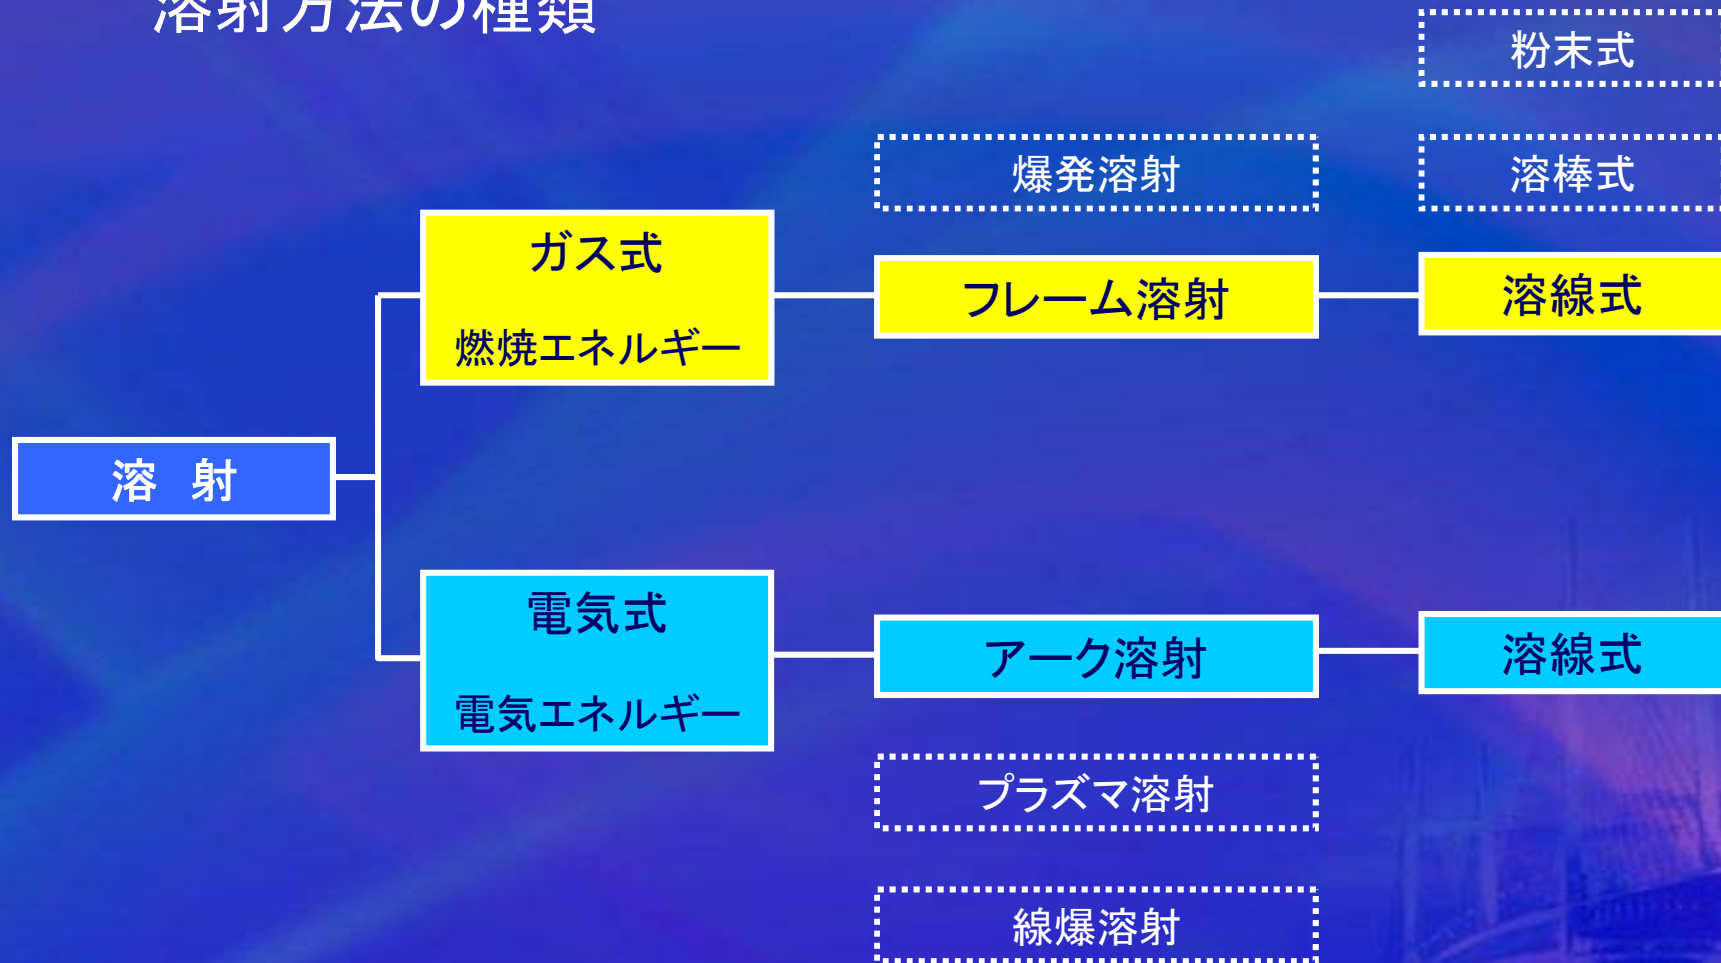 溶射方法の種類
粉末式
爆発溶射
溶棒式
ガス式
燃焼エネルギー
フレーム溶射
溶線式
溶 射
電気式
電気エネルギー
アーク溶射
溶線式
プラズマ溶射
線爆溶射